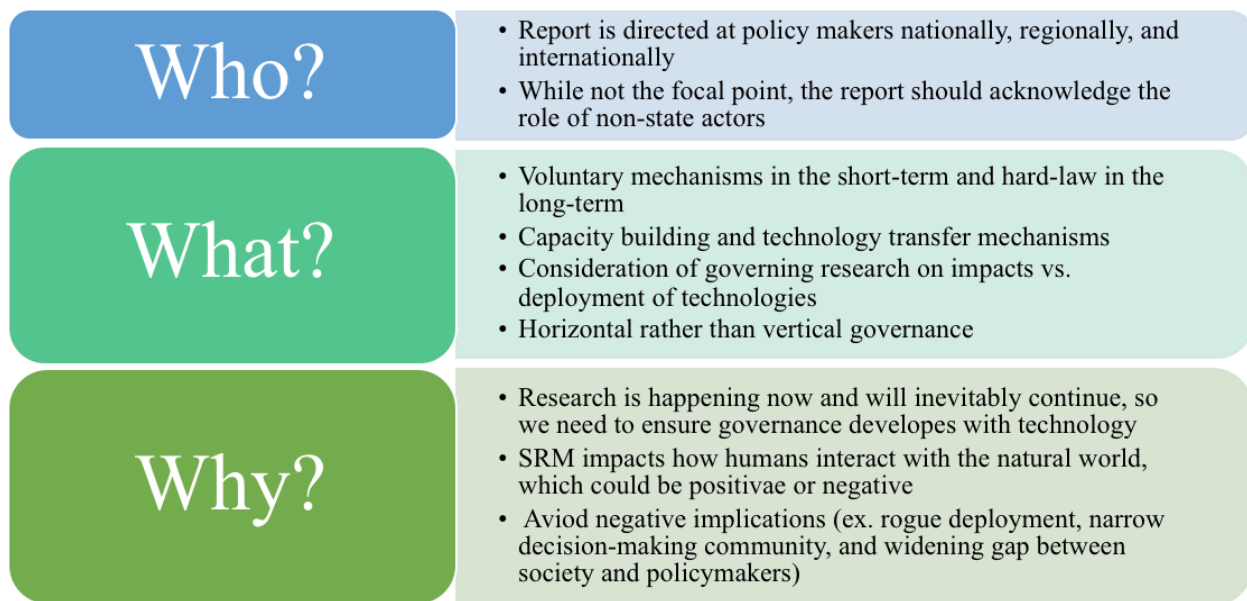 Who?
• Report is directed at policy makers nationally, regionally, and
internationally
• While not the focal point, the report should acknowledge the
role of non-state actors
What?
• Voluntary mechanisms in the short-term and hard-law in the
long-term
• Capacity building and technology transfer mechanisms
• Consideration of governing research on impacts vs.
deployment of technologies
• Horizontal rather than vertical governance
Why?
• Research is happening now and will inevitably continue, so
we need to ensure governance developes with technology
• SRM impacts how humans interact with the natural world,
which could be positivae or negative
• Aviod negative implications (ex. rogue deployment, narrow
decision-making community, and widening gap between
society and policymakers)